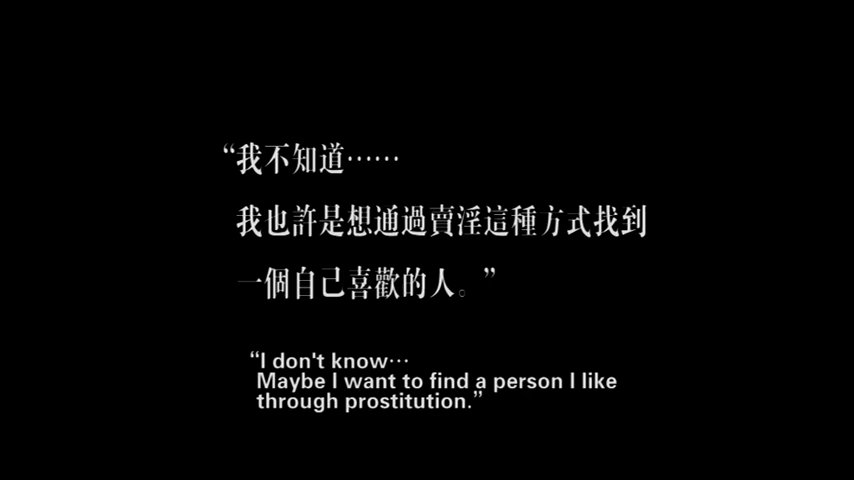 “我不知道……
我也許是想通過賣淫這種方式找到
一個自己喜歡的人。”
“I don't know…
Maybe I want to find a person I like
through prostitution.”